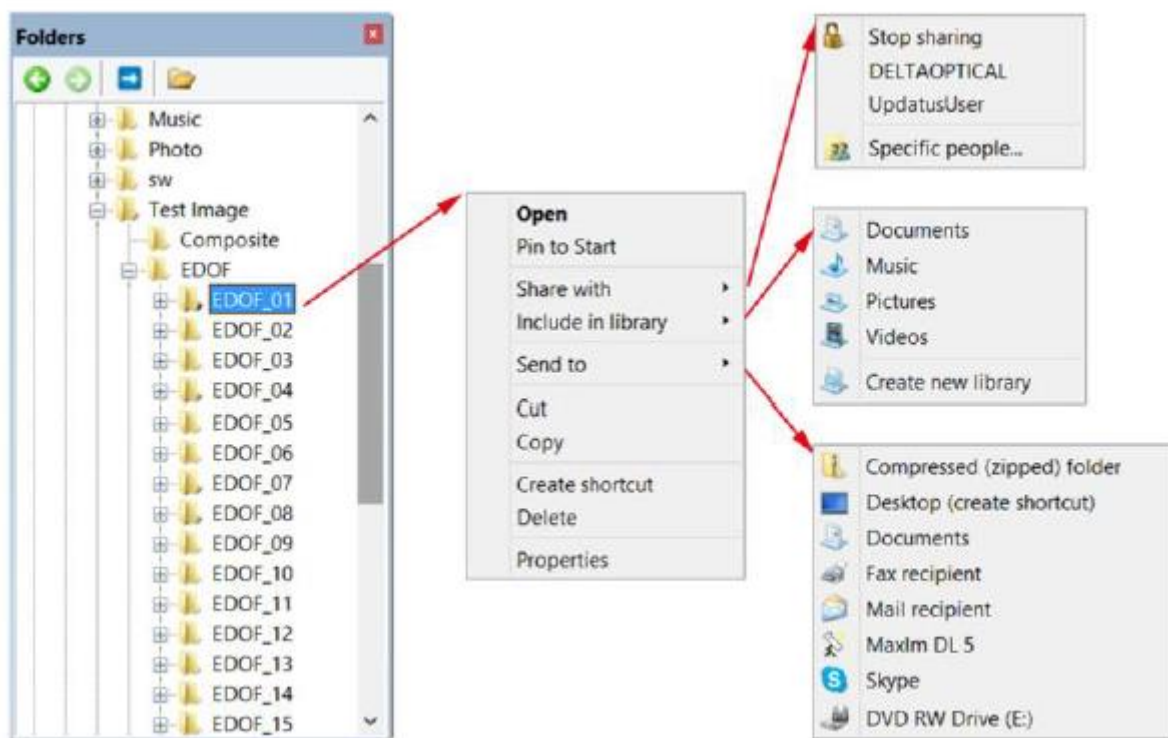 Folders
Music
Photo
sw
Test Image
Composite
EDOF
EDOF_01
EDOF_02
EDOF_03
EDOF_04
EDOF_05
EDOF_06
EDOF_07
EDOF_08
EDOF_09
EDOF_10
EDOF_11
EDOF_12
EDOF_13
EDOF_14
EDOF_15
Open
Pin to Start
Share with
Include in library
Send to
Cut
Copy
Create shortcut
Delete
Properties
Stop sharing
DELTAOPTICAL
UpdatusUser
Specific people...
Documents
Music
Pictures
Videos
Create new library
Compressed (zipped) folder
Desktop (create shortcut)
Documents
Fax recipient
Mail recipient
MaxIm DL 5
Skype
DVD RW Drive (E:)